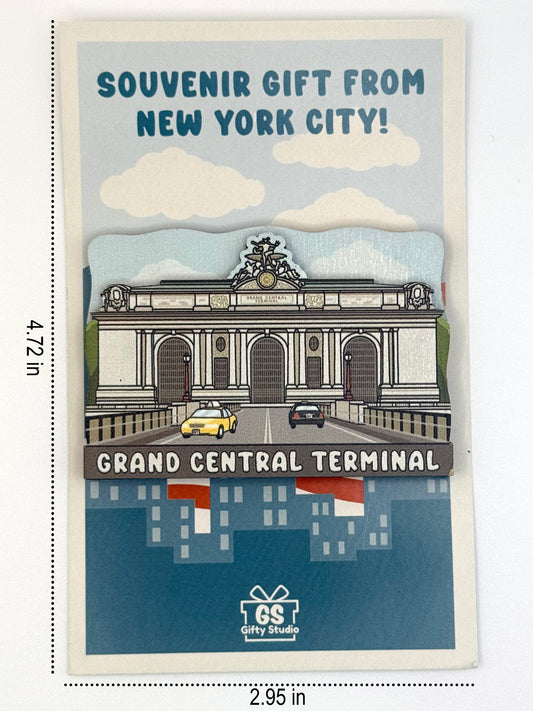 SOUVENIR GIFT FROM
NEW YORK CITY!
GRAND CENTRAL
TERMINAL
GRAND CENTRAL TERMINAL
GS
Gifty Studio
4.72 in
2.95 in